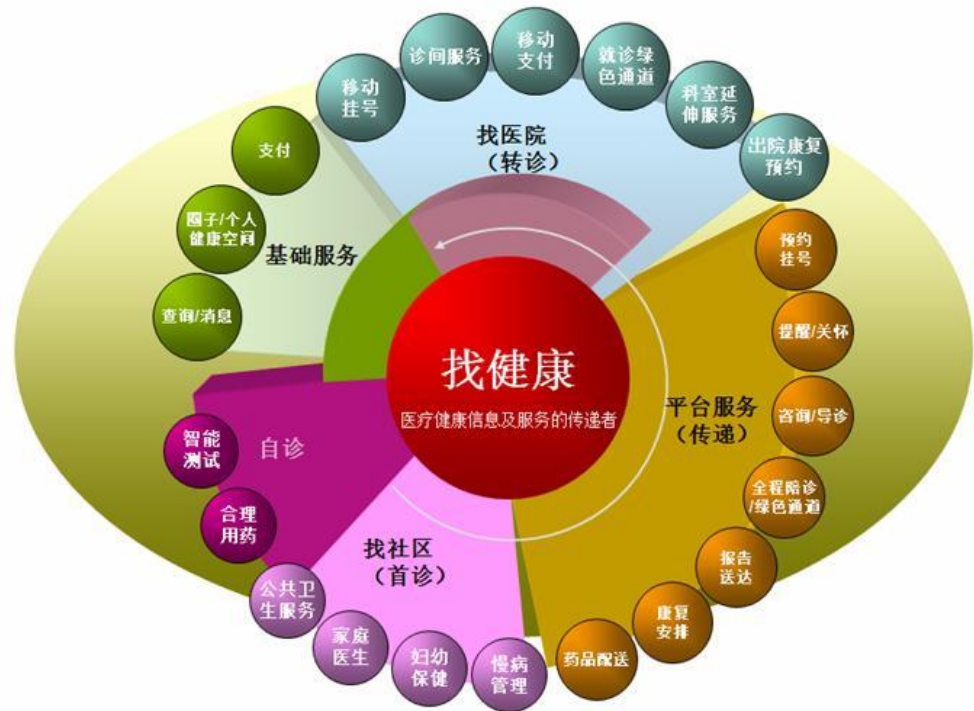 找健康
医疗健康信息及服务的传递者
找医院
（转诊）
移动
挂号
诊间服务
移动
支付
就诊绿
色通道
科室延
伸服务
出院康复
预约
平台服务
（传递）
预约
挂号
提醒/关怀
咨询/导诊
全程陪诊
/绿色通道
报告
送达
康复
安排
药品配送
找社区
（首诊）
慢病
管理
妇幼
保健
家庭
医生
公共卫
生服务
自诊
合理
用药
智能
测试
基础服务
查询/消息
圈子/个人
健康空间
支付